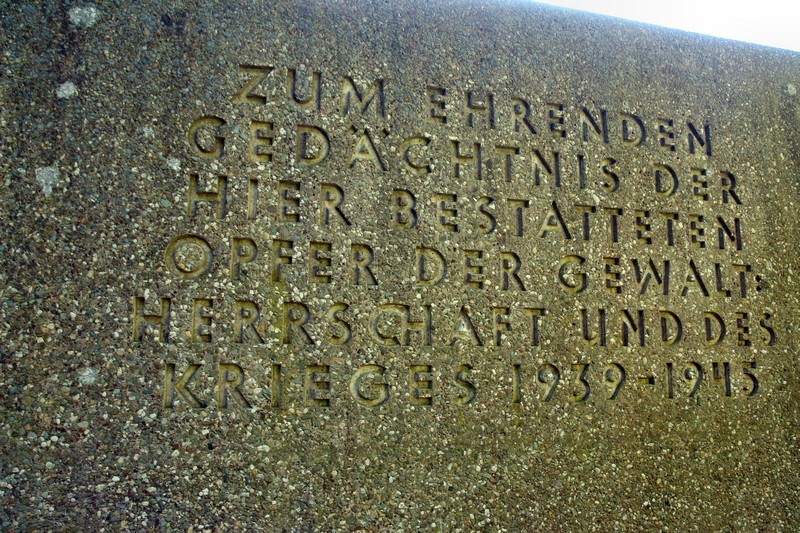 ZUM EHRENDEN
GEDÄCHTNIS DER
HIER BESTATTETEN
OPFER DER GEWALT=
HERRSCHAFT UND DES
KRIEGES 1939-1945